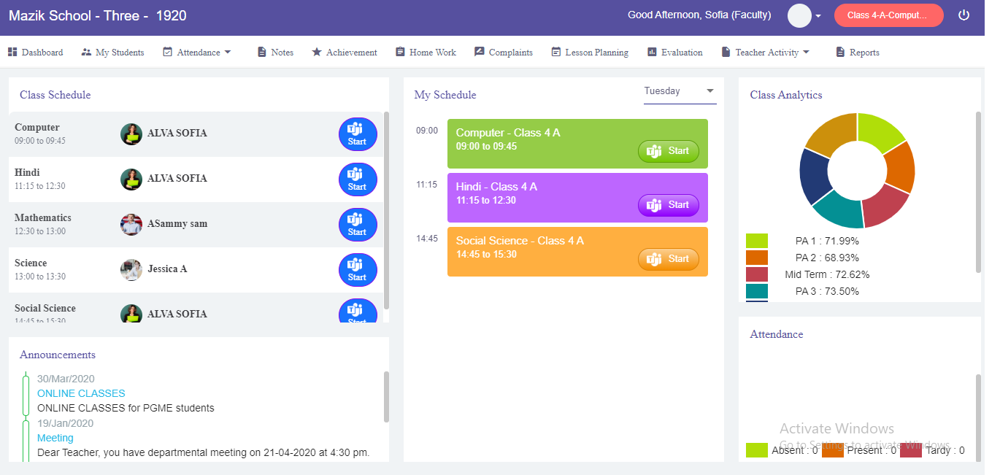 Mazik School - Three -  1920
Good Afternoon, Sofia (Faculty)
Class 4-A-Comput...
Dashboard
My Students
Attendance
Notes
Achievement
Home Work
Complaints
Lesson Planning
Evaluation
Teacher Activity
Reports
Class Schedule
Computer
09:00 to 09:45
ALVA SOFIA
Start
Hindi
11:15 to 12:30
ALVA SOFIA
Start
Mathematics
12:30 to 13:00
ASammy sam
Start
Science
13:00 to 13:30
Jessica A
Start
Social Science
14:45 to 15:30
ALVA SOFIA
Start
Announcements
30/Mar/2020
ONLINE CLASSES
ONLINE CLASSES for PGME students
19/Jan/2020
Meeting
Dear Teacher, you have departmental meeting on 21-04-2020 at 4:30 pm.
My Schedule
Tuesday
09:00
Computer - Class 4 A
09:00 to 09:45
Start
11:15
Hindi - Class 4 A
11:15 to 12:30
Start
14:45
Social Science - Class 4 A
14:45 to 15:30
Start
Class Analytics
PA 1 : 71.99%
PA 2 : 68.93%
Mid Term : 72.62%
PA 3 : 73.50%
Attendance
Activate Windows
Go to Settings to activate Windows.
Absent : 0
Present : 0
Tardy : 0